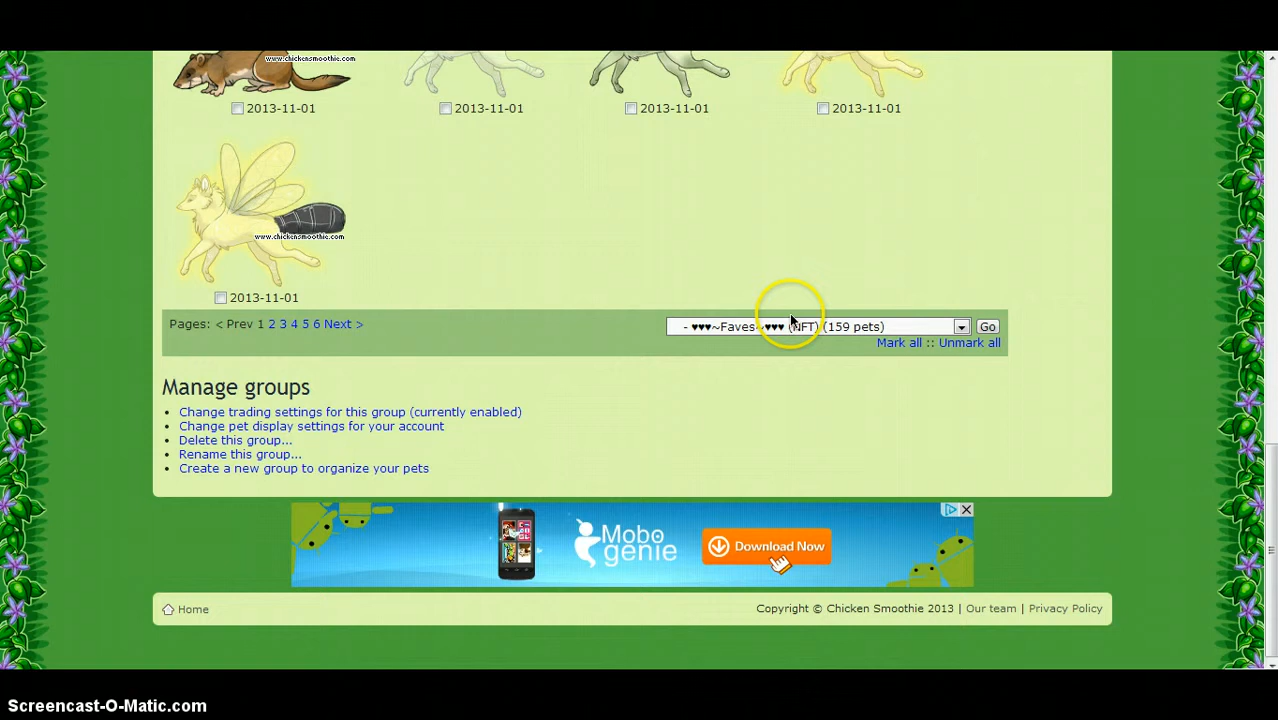 www.chickensmoothie.com
2013-11-01 2013-11-01 2013-11-01 2013-11-01
www.chickensmoothie.com
2013-11-01
Pages: < Prev 1 2 3 4 5 6 Next >
- ♥♥♥~Faves~♥♥♥ (NFT) (159 pets) Go
Mark all :: Unmark all
Manage groups
• Change trading settings for this group (currently enabled)
• Change pet display settings for your account
• Delete this group...
• Rename this group...
• Create a new group to organize your pets
Mobo genie
Download Now
Home
Copyright © Chicken Smoothie 2013 | Our team | Privacy Policy
Screencast-O-Matic.com